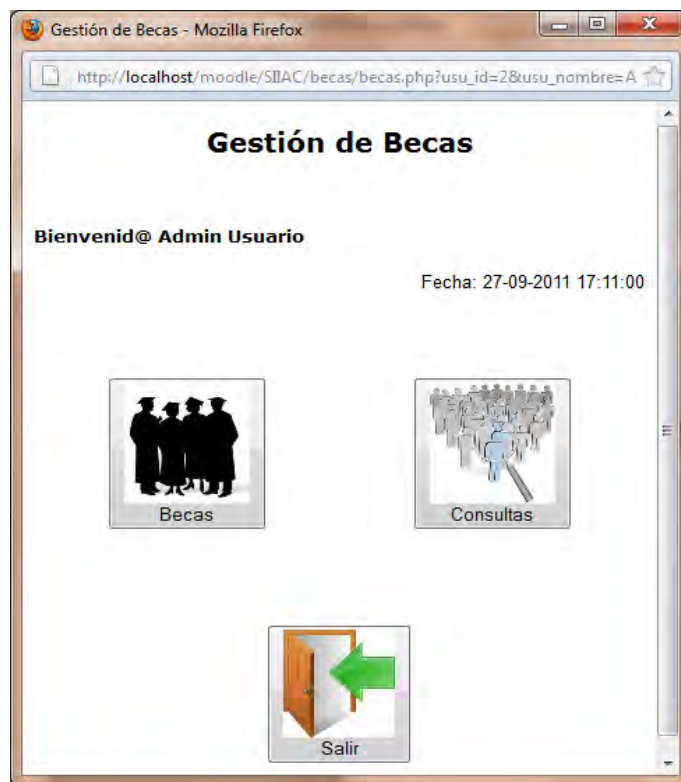 Gestión de Becas - Mozilla Firefox
http://localhost/moodle/SIIAC/becas/becas.php?usu_id=2&usu_nombre=A
Gestión de Becas
Bienvenid@ Admin Usuario
Fecha: 27-09-2011 17:11:00
Becas
Consultas
Salir